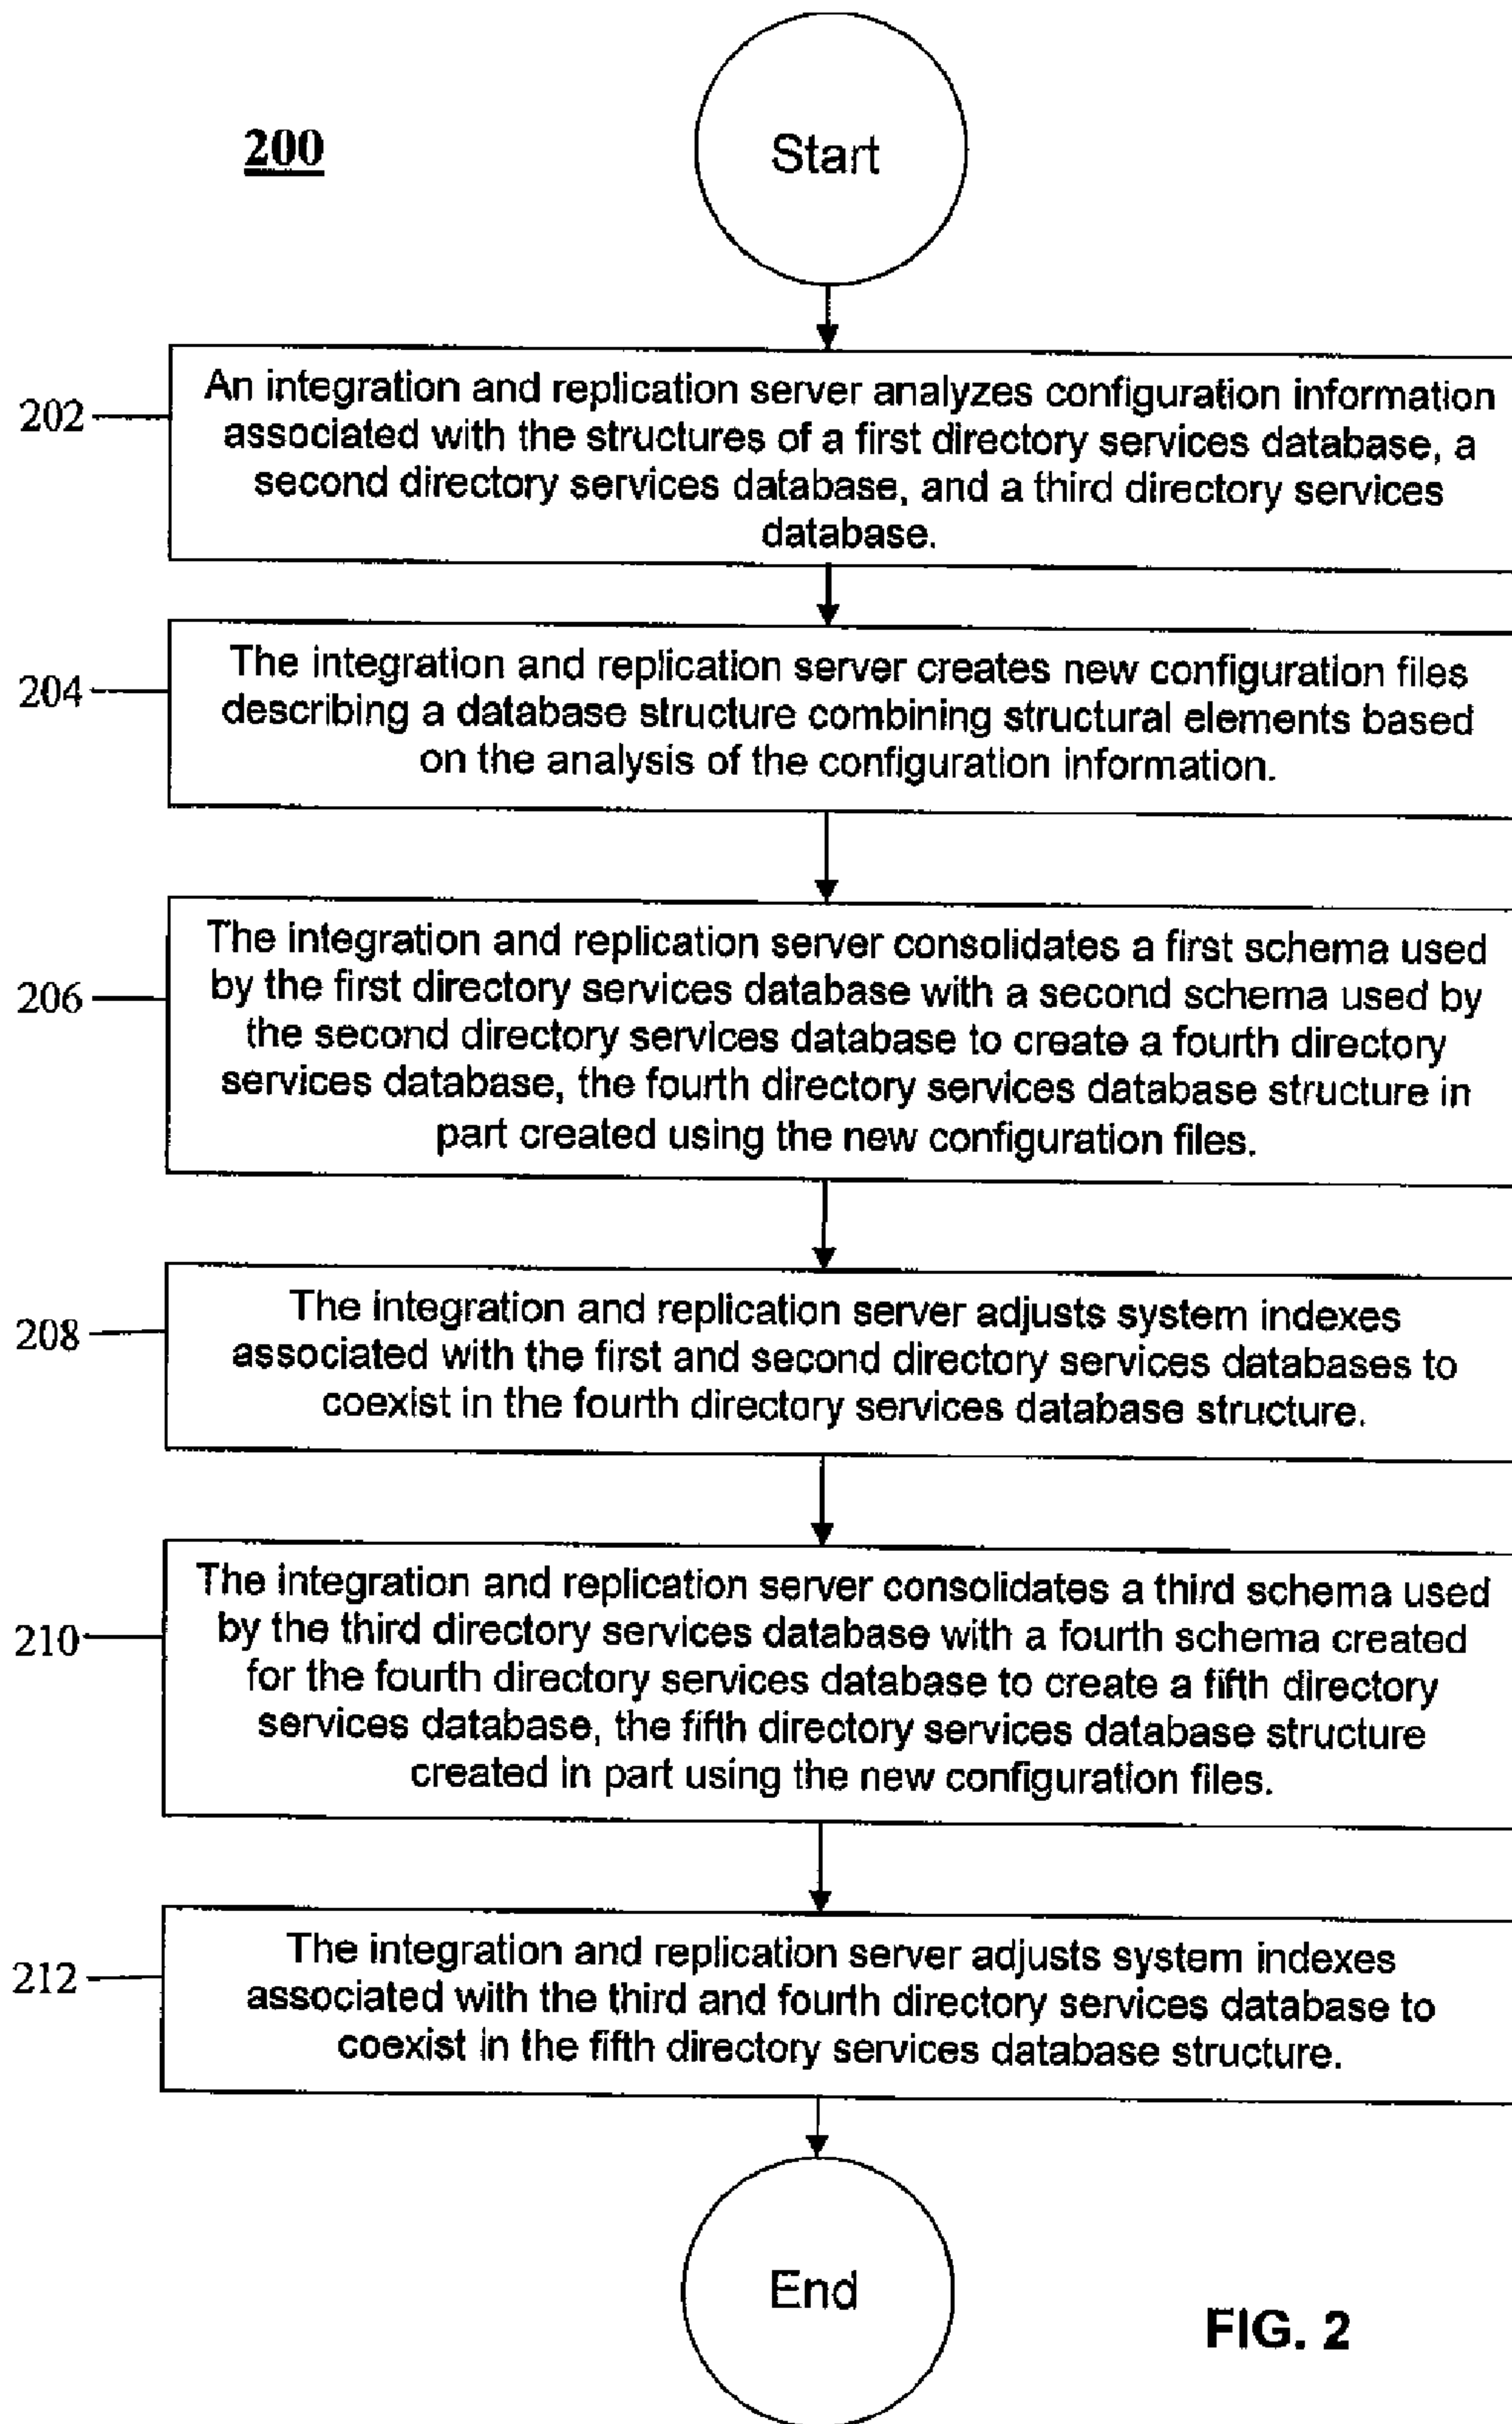 200
Start
202
An integration and replication server analyzes configuration information
associated with the structures of a first directory services database, a
second directory services database, and a third directory services
database.
204
The integration and replication server creates new configuration files
describing a database structure combining structural elements based
on the analysis of the configuration information.
206
The integration and replication server consolidates a first schema used
by the first directory services database with a second schema used by
the second directory services database to create a fourth directory
services database, the fourth directory services database structure in
part created using the new configuration files.
208
The integration and replication server adjusts system indexes
associated with the first and second directory services databases to
coexist in the fourth directory services database structure.
210
The integration and replication server consolidates a third schema used
by the third directory services database with a fourth schema created
for the fourth directory services database to create a fifth directory
services database, the fifth directory services database structure
created in part using the new configuration files.
212
The integration and replication server adjusts system indexes
associated with the third and fourth directory services database to
coexist in the fifth directory services database structure.
End
FIG. 2